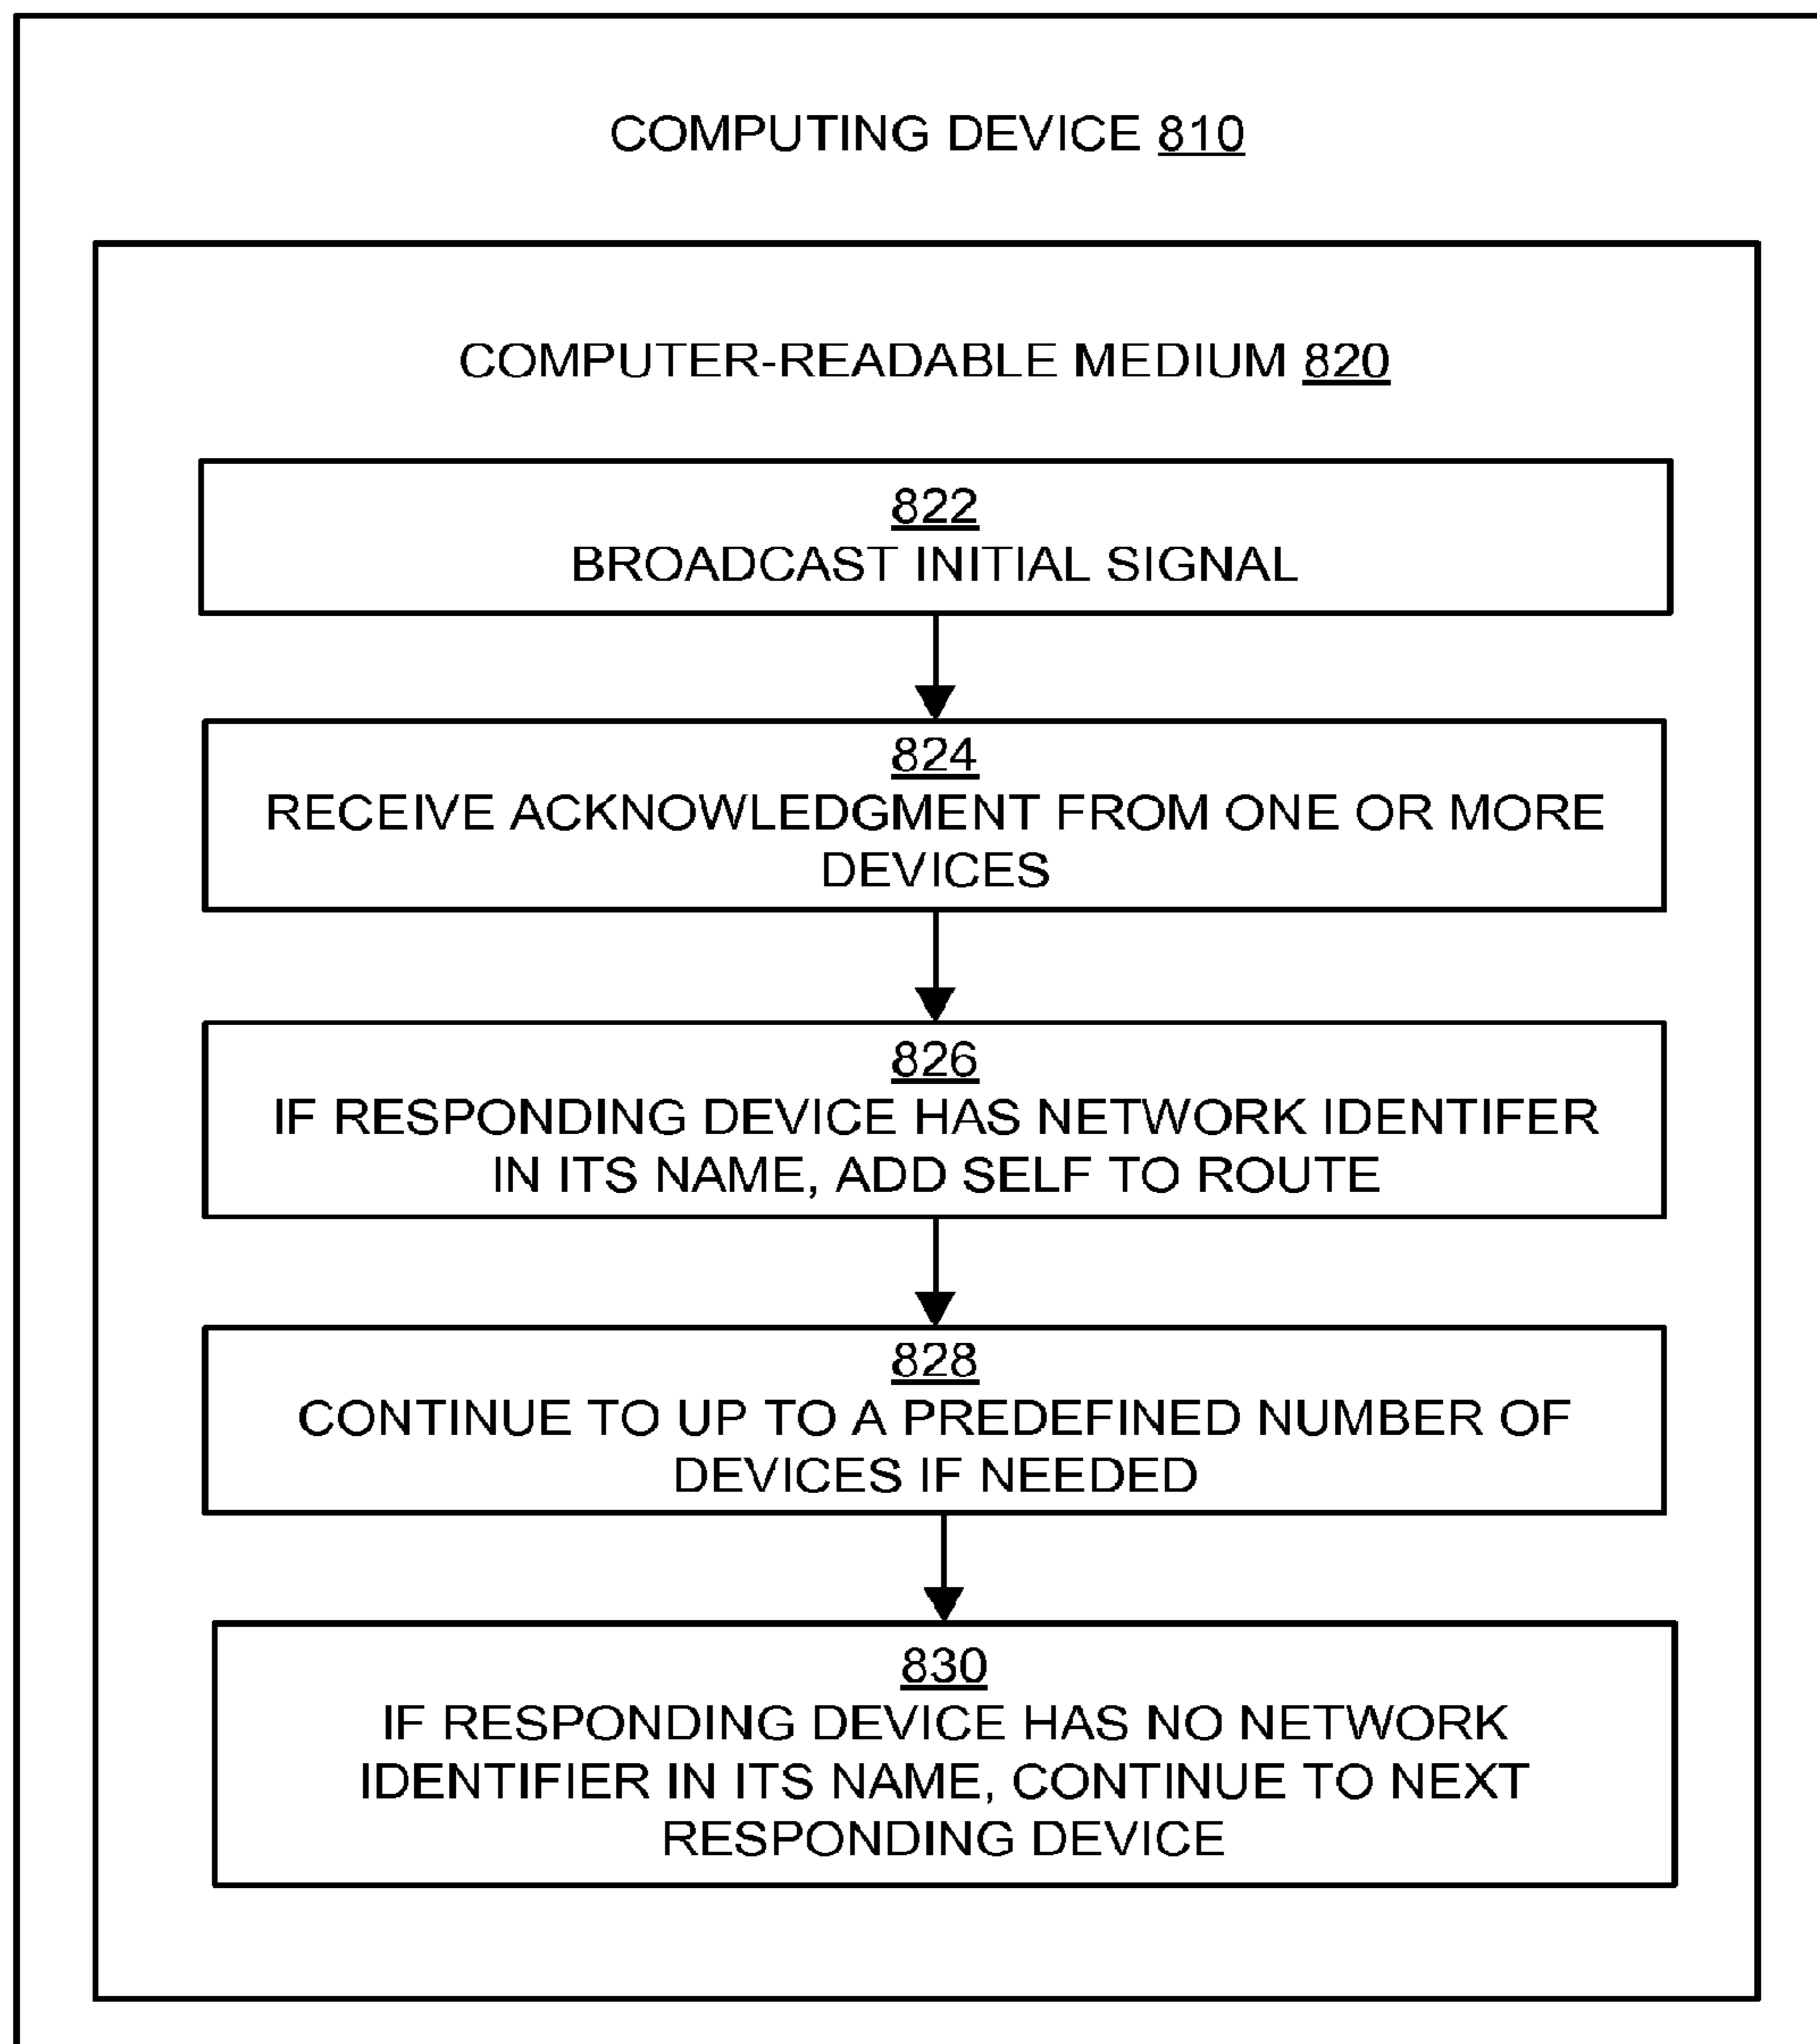 COMPUTING DEVICE 810
COMPUTER-READABLE MEDIUM 820
822
BROADCAST INITIAL SIGNAL
824
RECEIVE ACKNOWLEDGMENT FROM ONE OR MORE
DEVICES
826
IF RESPONDING DEVICE HAS NETWORK IDENTIFER
IN ITS NAME, ADD SELF TO ROUTE
828
CONTINUE TO UP TO A PREDEFINED NUMBER OF
DEVICES IF NEEDED
830
IF RESPONDING DEVICE HAS NO NETWORK
IDENTIFIER IN ITS NAME, CONTINUE TO NEXT
RESPONDING DEVICE